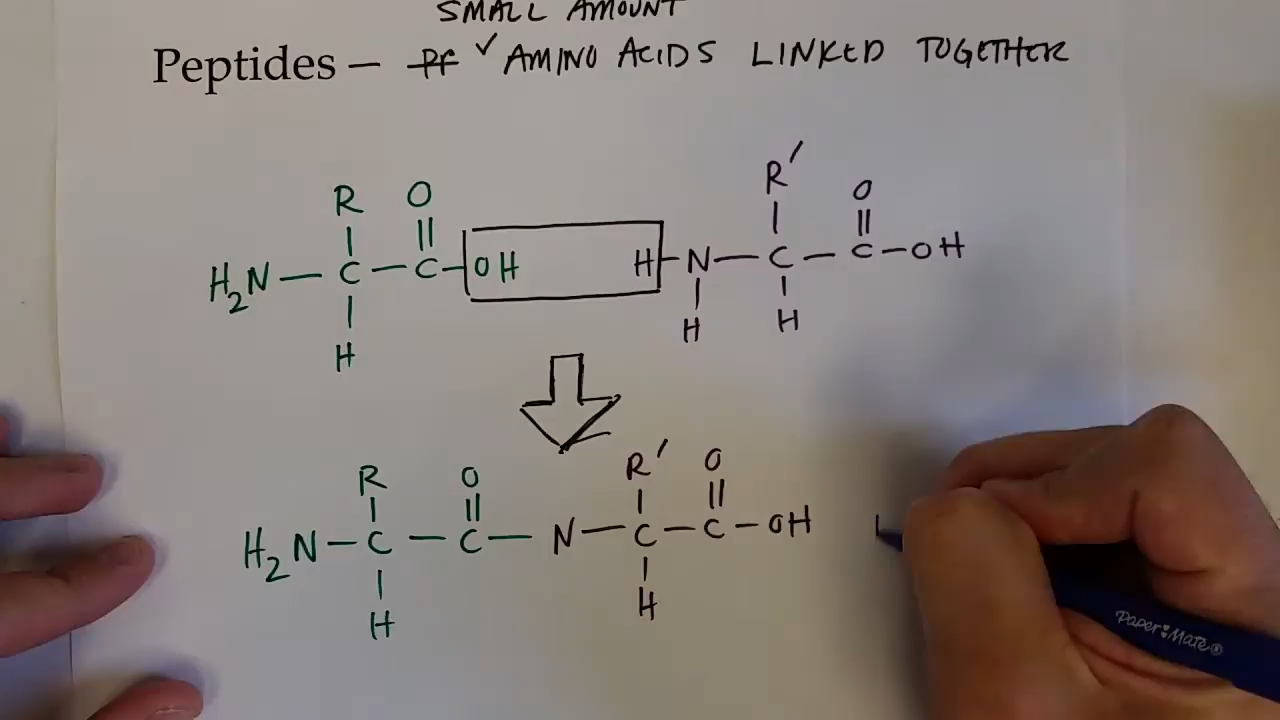 SMALL AMOUNT
Peptides — Pf ✓ AMINO ACIDS LINKED TOGETHER
R O R′ O
H₂N — C — C — OH H — N — C — C — OH
H H H
R O R′ O
H₂N — C — C — N — C — C — OH
H H
Paper:Mate®